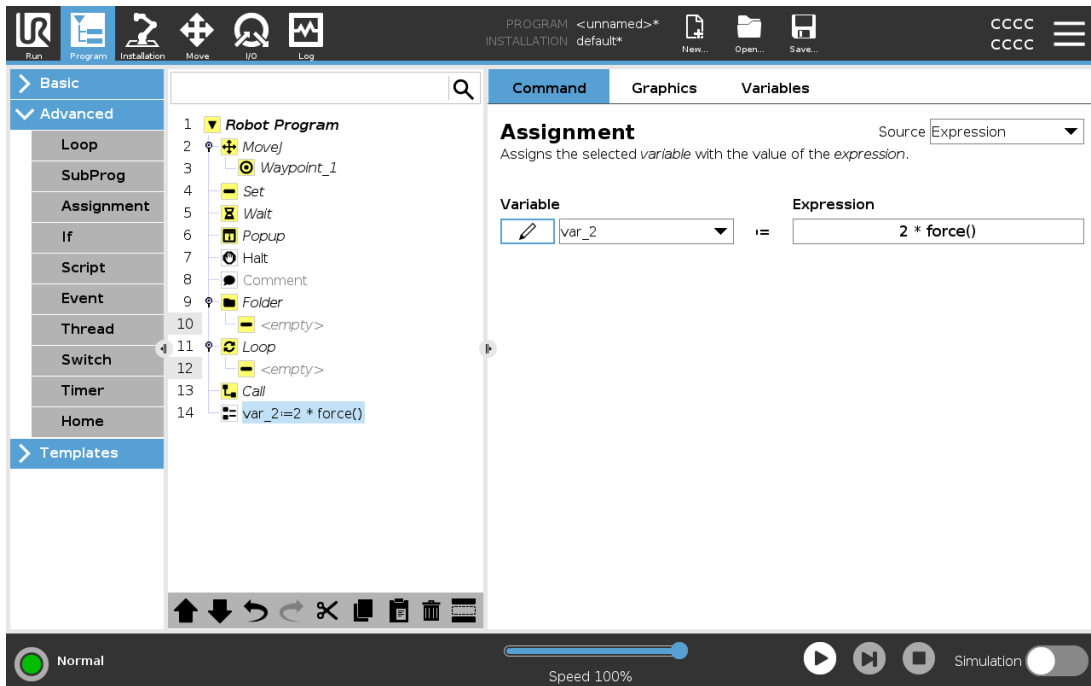 UR
Run
Program
Installation
Move
I/O
Log
PROGRAM <unnamed>*
INSTALLATION default*
New...
Open...
Save...
CCCC
CCCC
Basic
Advanced
Loop
SubProg
Assignment
If
Script
Event
Thread
Switch
Timer
Home
Templates
1 Robot Program
2 MoveJ
3 Waypoint_1
4 Set
5 Wait
6 Popup
7 Halt
8 Comment
9 Folder
10 <empty>
11 Loop
12 <empty>
13 Call
14 var_2:=2 * force()
Command Graphics Variables
Assignment
Source Expression
Assigns the selected variable with the value of the expression.
Variable Expression
var_2 := 2 * force()
Normal
Speed 100%
Simulation